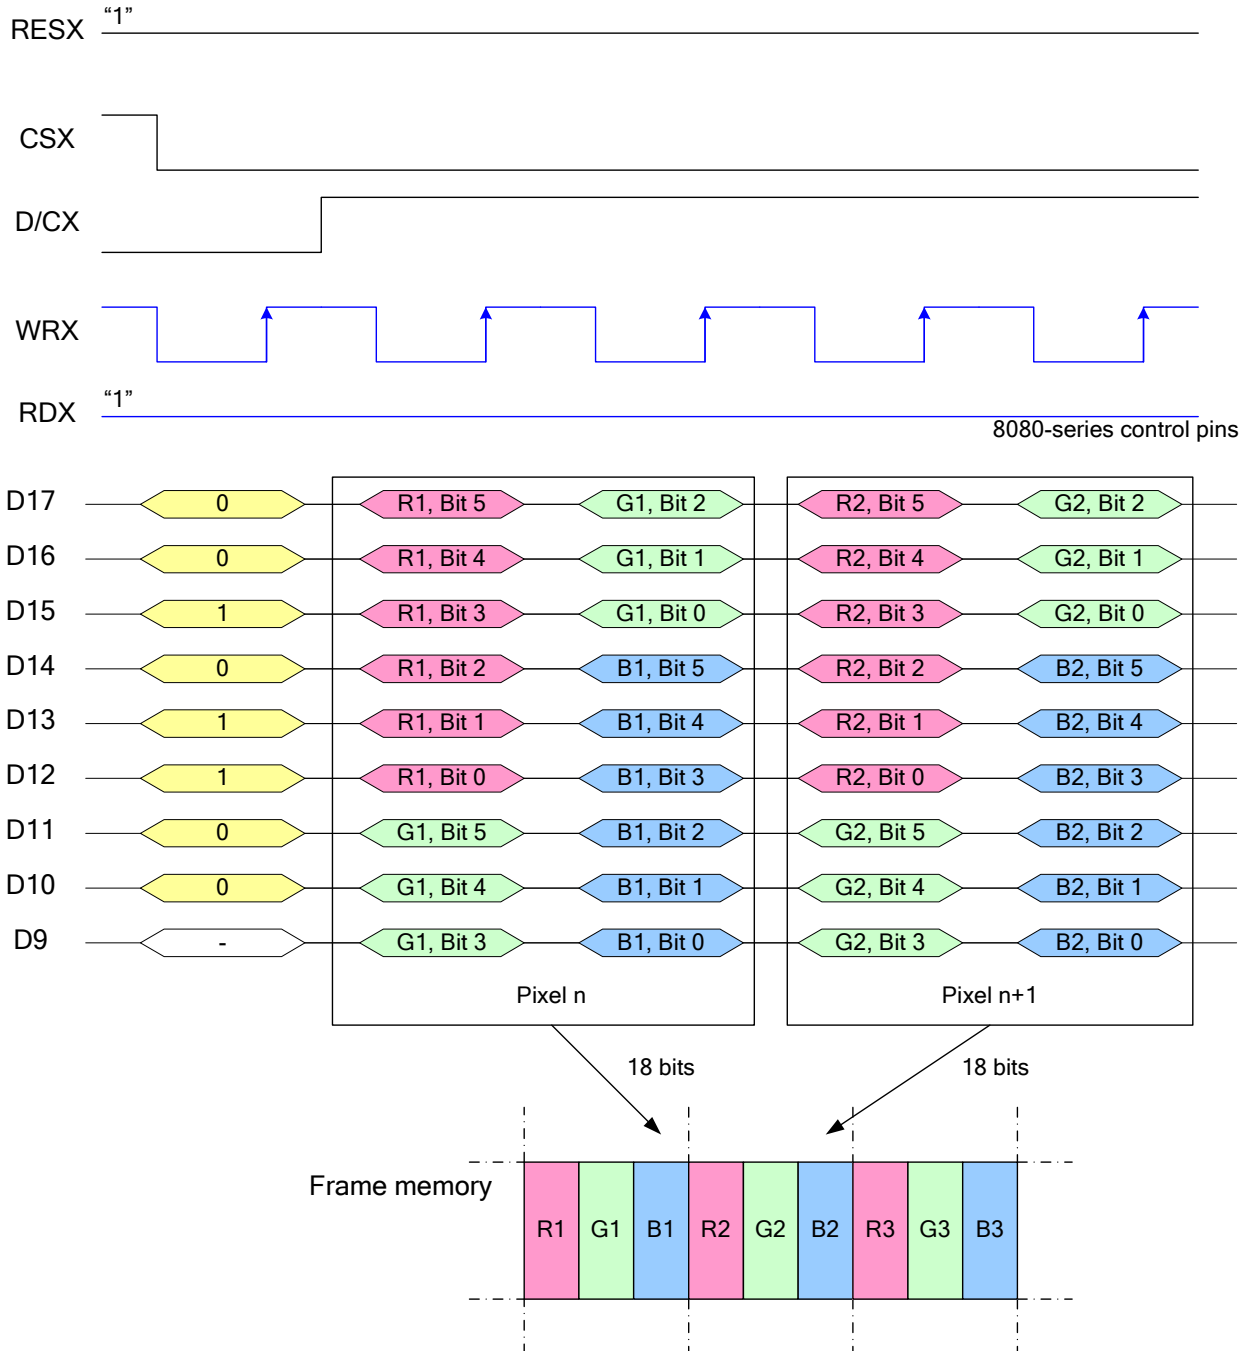 RESX “1”
CSX
D/CX
WRX
RDX “1”
8080-series control pins
D17 0 R1, Bit 5 G1, Bit 2 R2, Bit 5 G2, Bit 2
D16 0 R1, Bit 4 G1, Bit 1 R2, Bit 4 G2, Bit 1
D15 1 R1, Bit 3 G1, Bit 0 R2, Bit 3 G2, Bit 0
D14 0 R1, Bit 2 B1, Bit 5 R2, Bit 2 B2, Bit 5
D13 1 R1, Bit 1 B1, Bit 4 R2, Bit 1 B2, Bit 4
D12 1 R1, Bit 0 B1, Bit 3 R2, Bit 0 B2, Bit 3
D11 0 G1, Bit 5 B1, Bit 2 G2, Bit 5 B2, Bit 2
D10 0 G1, Bit 4 B1, Bit 1 G2, Bit 4 B2, Bit 1
D9 - G1, Bit 3 B1, Bit 0 G2, Bit 3 B2, Bit 0
Pixel n Pixel n+1
18 bits 18 bits
Frame memory
R1 G1 B1 R2 G2 B2 R3 G3 B3